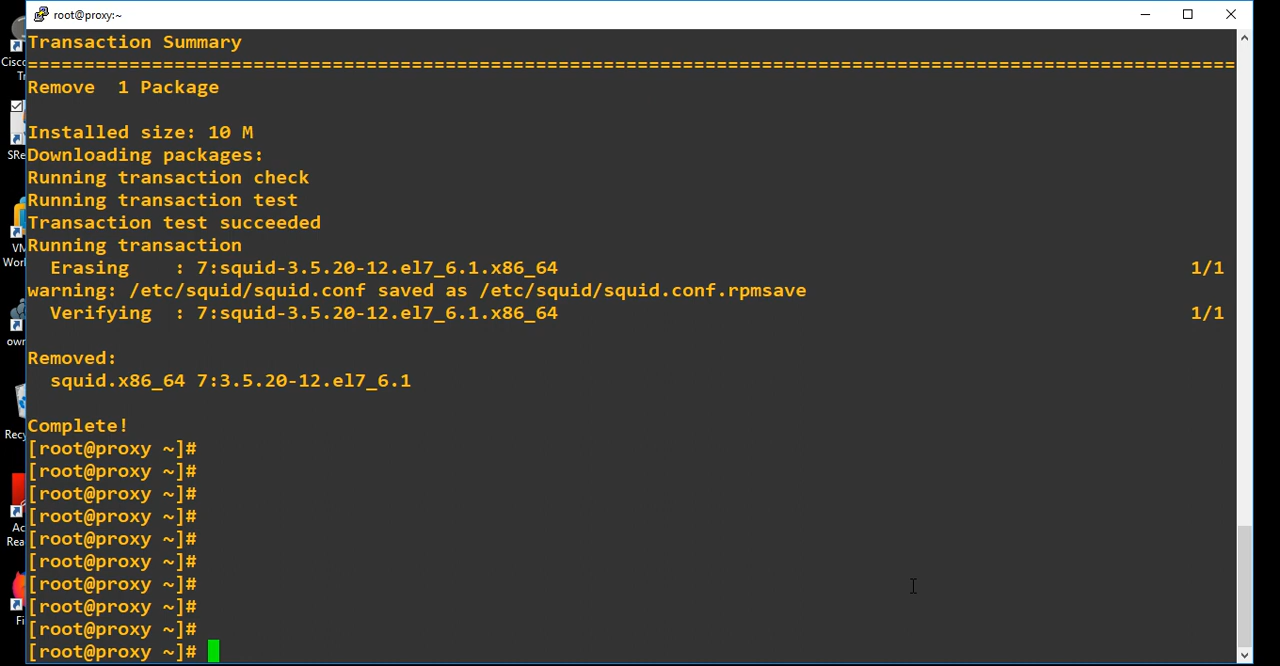 root@proxy:~
Transaction Summary
================================================================================================================
Remove  1 Package
Installed size: 10 M
Downloading packages:
Running transaction check
Running transaction test
Transaction test succeeded
Running transaction
  Erasing    : 7:squid-3.5.20-12.el7_6.1.x86_64                                                        1/1
warning: /etc/squid/squid.conf saved as /etc/squid/squid.conf.rpmsave
  Verifying  : 7:squid-3.5.20-12.el7_6.1.x86_64                                                        1/1
Removed:
  squid.x86_64 7:3.5.20-12.el7_6.1
Complete!
[root@proxy ~]#
[root@proxy ~]#
[root@proxy ~]#
[root@proxy ~]#
[root@proxy ~]#
[root@proxy ~]#
[root@proxy ~]#
[root@proxy ~]#
[root@proxy ~]#
[root@proxy ~]#